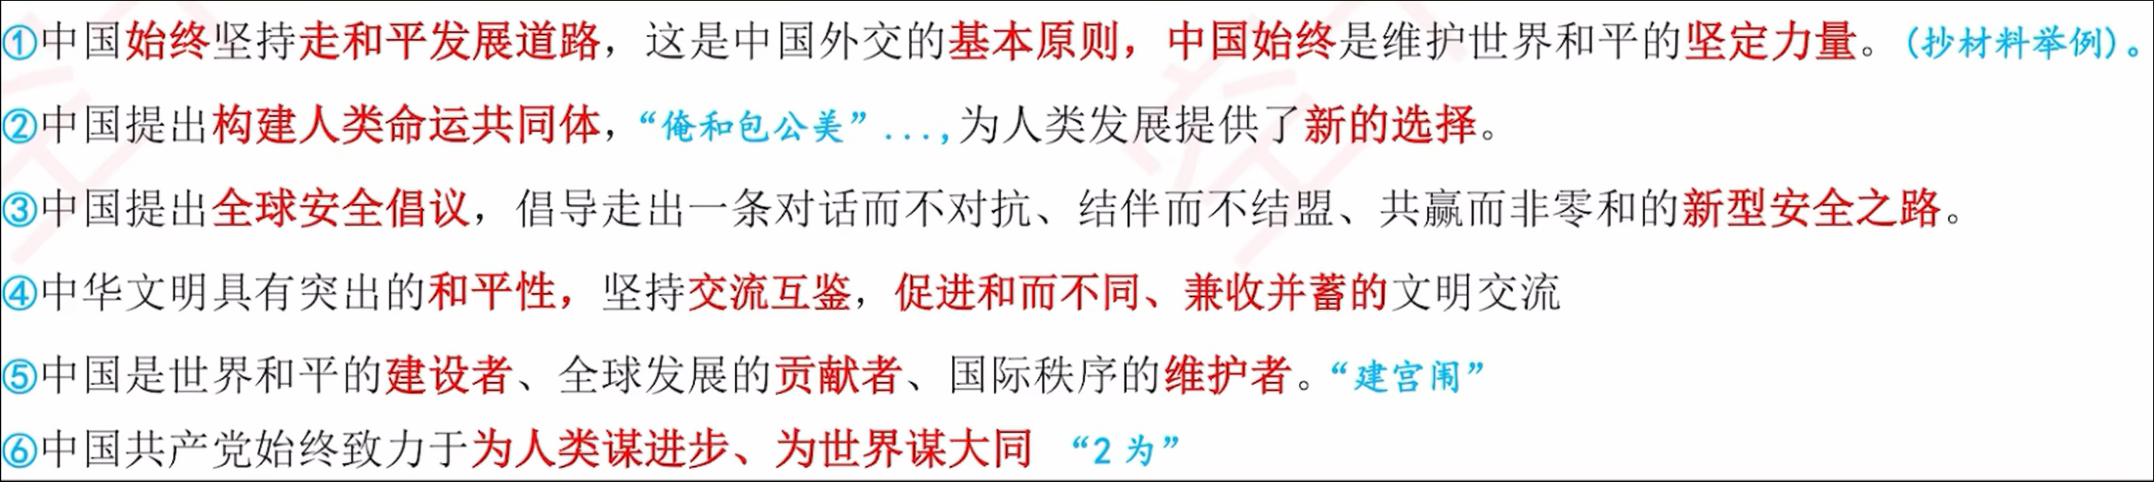 ①中国始终坚持走和平发展道路，这是中国外交的基本原则，中国始终是维护世界和平的坚定力量。（抄材料举例）。
②中国提出构建人类命运共同体，“俺和包公美”...,为人类发展提供了新的选择。
③中国提出全球安全倡议，倡导走出一条对话而不对抗、结伴而不结盟、共赢而非零和的新型安全之路。
④中华文明具有突出的和平性，坚持交流互鉴，促进和而不同、兼收并蓄的文明交流
⑤中国是世界和平的建设者、全球发展的贡献者、国际秩序的维护者。“建宫闱”
⑥中国共产党始终致力于为人类谋进步、为世界谋大同 “2 为”